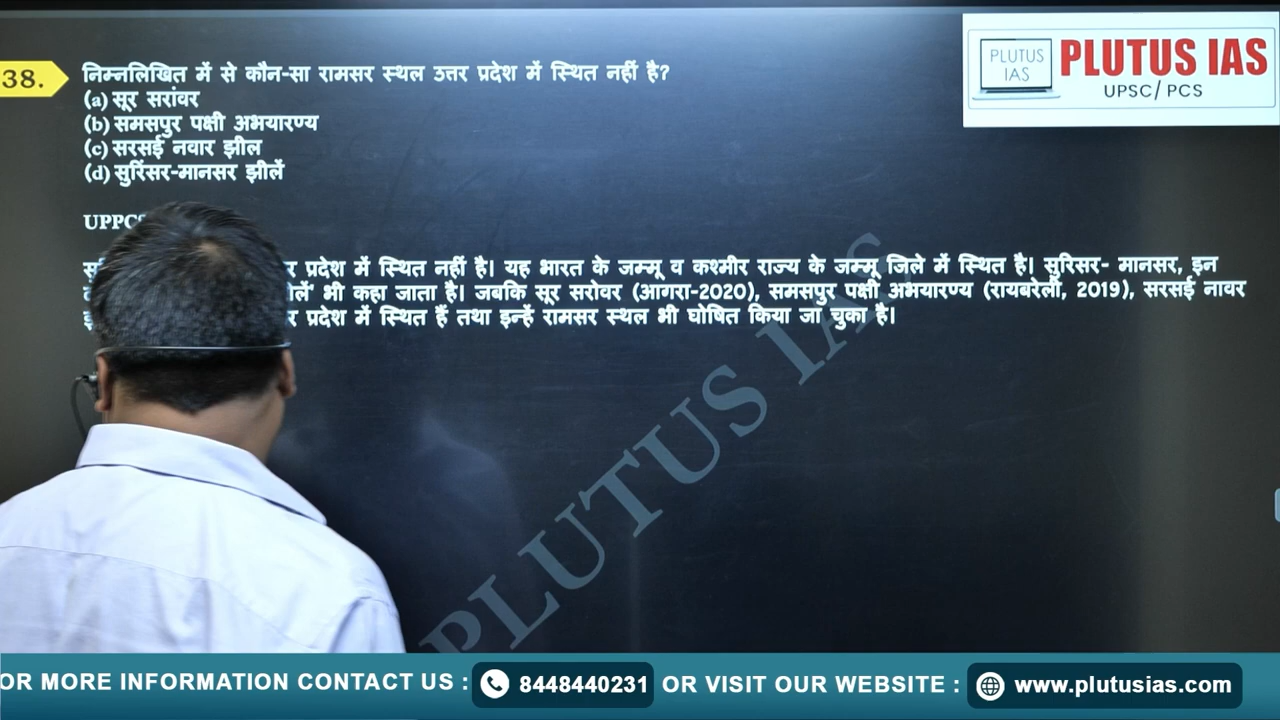 38.
निम्नलिखित में से कौन-सा रामसर स्थल उत्तर प्रदेश में स्थित नहीं है?
(a) सूर सरांवर
(b) समसपुर पक्षी अभयारण्य
(c) सरसई नवार झील
(d) सुरिंसर-मानसर झीलें
UPPCS
प्रदेश में स्थित नहीं है। यह भारत के जम्मू व कश्मीर राज्य के जम्मू जिले में स्थित है। सुरिसर- मानसर, इन
भी कहा जाता है। जबकि सूर सरोवर (आगरा-2020), समसपुर पक्षी अभयारण्य (रायबरेली, 2019), सरसई नावर
प्रदेश में स्थित हैं तथा इन्हें रामसर स्थल भी घोषित किया जा चुका है।
PLUTUS IAS
PLUTUS
IAS
PLUTUS IAS
UPSC/ PCS
OR MORE INFORMATION CONTACT US : 8448440231 OR VISIT OUR WEBSITE : www.plutusias.com